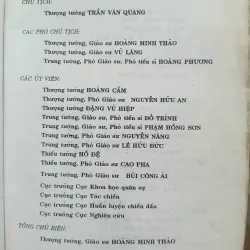 CHỦ TỊCH:
Thượng tướng TRẦN VĂN QUANG
CÁC PHÓ CHỦ TỊCH:
Thượng tướng, Giáo sư HOÀNG MINH THẢO
Thượng tướng VŨ LĂNG
Trung tướng, Phó Giáo sư, Phó tiến sĩ HOÀNG PHƯƠNG
CÁC ỦY VIÊN:
Thượng tướng HOÀNG CẦM
Thượng tướng, Phó Giáo sư NGUYỄN HỮU AN
Thượng tướng ĐẶNG VŨ HIỆP
Trung tướng, Giáo sư, Phó tiến sĩ ĐỖ TRÌNH
Trung tướng, Giáo sư, Phó tiến sĩ PHẠM HỒNG SƠN
Trung tướng, Phó Giáo sư NGUYỄN NĂNG
Trung tướng, Phó Giáo sư LÊ HỮU ĐỨC
Thiếu tướng HỒ ĐỆ
Thiếu tướng, Phó Giáo sư CAO PHA
Thiếu tướng, Phó Giáo sư BÙI CÔNG ÁI
Cục trưởng Cục Khoa học quân sự
Cục trưởng Cục Tác chiến
Cục trưởng Cục Huấn luyện chiến đấu
Cục trưởng Cục Nghiên cứu
TỔNG CHỦ BIÊN:
Thượng tướng, Giáo sư HOÀNG MINH THẢO